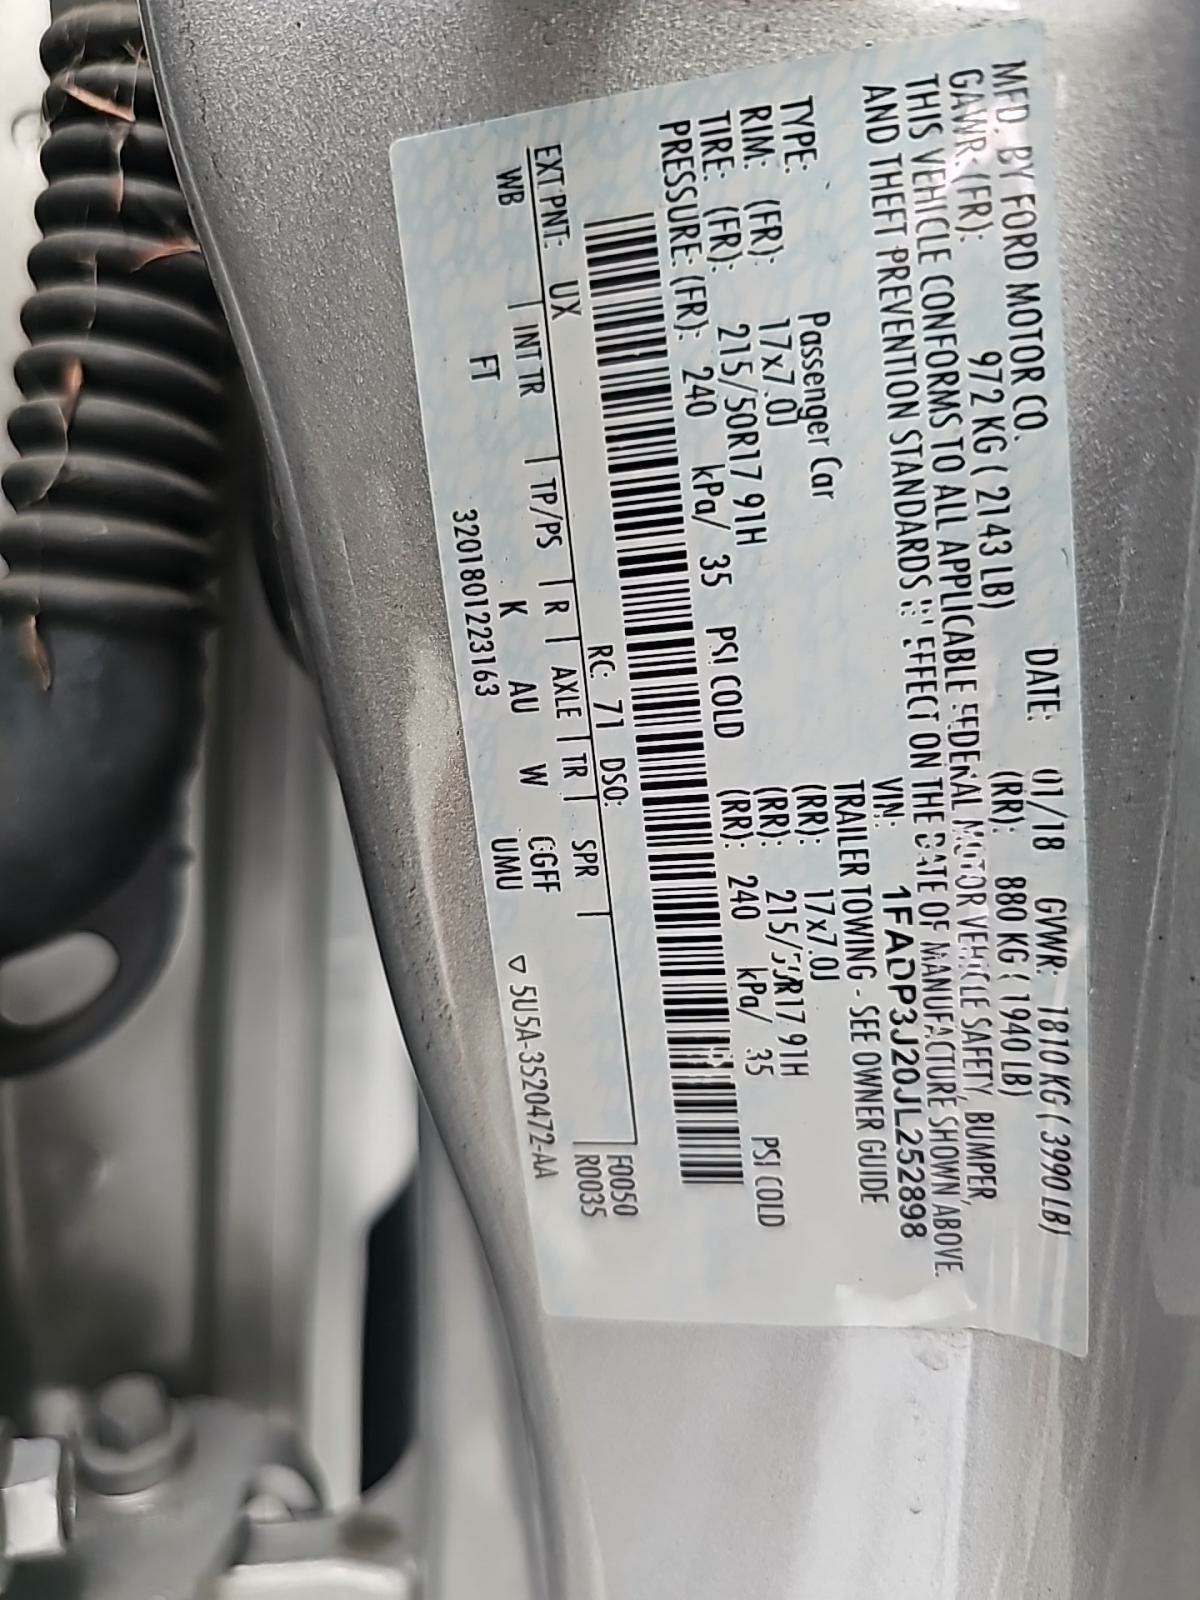 MFD. BY FORD MOTOR CO. DATE: 01/18 GVWR: 1810 KG ( 3990 LB)
GAWR: (FR): 972 KG ( 2143 LB) (RR): 880 KG ( 1940 LB)
THIS VEHICLE CONFORMS TO ALL APPLICABLE FEDERAL MOTOR VEHICLE SAFETY, BUMPER,
AND THEFT PREVENTION STANDARDS IN EFFECT ON THE DATE OF MANUFACTURE SHOWN ABOVE.
VIN: 1FADP3J20JL252898
TYPE: Passenger Car TRAILER TOWING - SEE OWNER GUIDE
RIM: (FR): 17x7.0J (RR): 17x7.0J
TIRE: (FR): 215/50R17 91H (RR): 215/50R17 91H
PRESSURE: (FR): 240 kPa/ 35 PSI COLD (RR): 240 kPa/ 35 PSI COLD
F0050
R0035
EXT PNT: UX RC: 71 DSO:
WB INT TR TP/PS R AXLE TR SPR
FT K AU W CGFF
UMU
320180122363163 ▽ 5U5A-3520472-AA